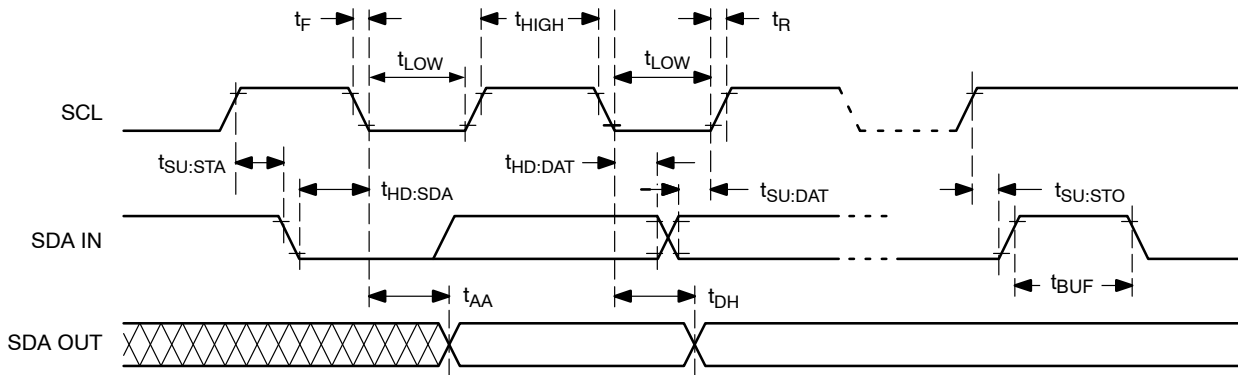 tF
tHIGH
tR
tLOW
tLOW
SCL
tSU:STA
tHD:SDA
tHD:DAT
tSU:DAT
tSU:STO
SDA IN
tBUF
tAA
tDH
SDA OUT